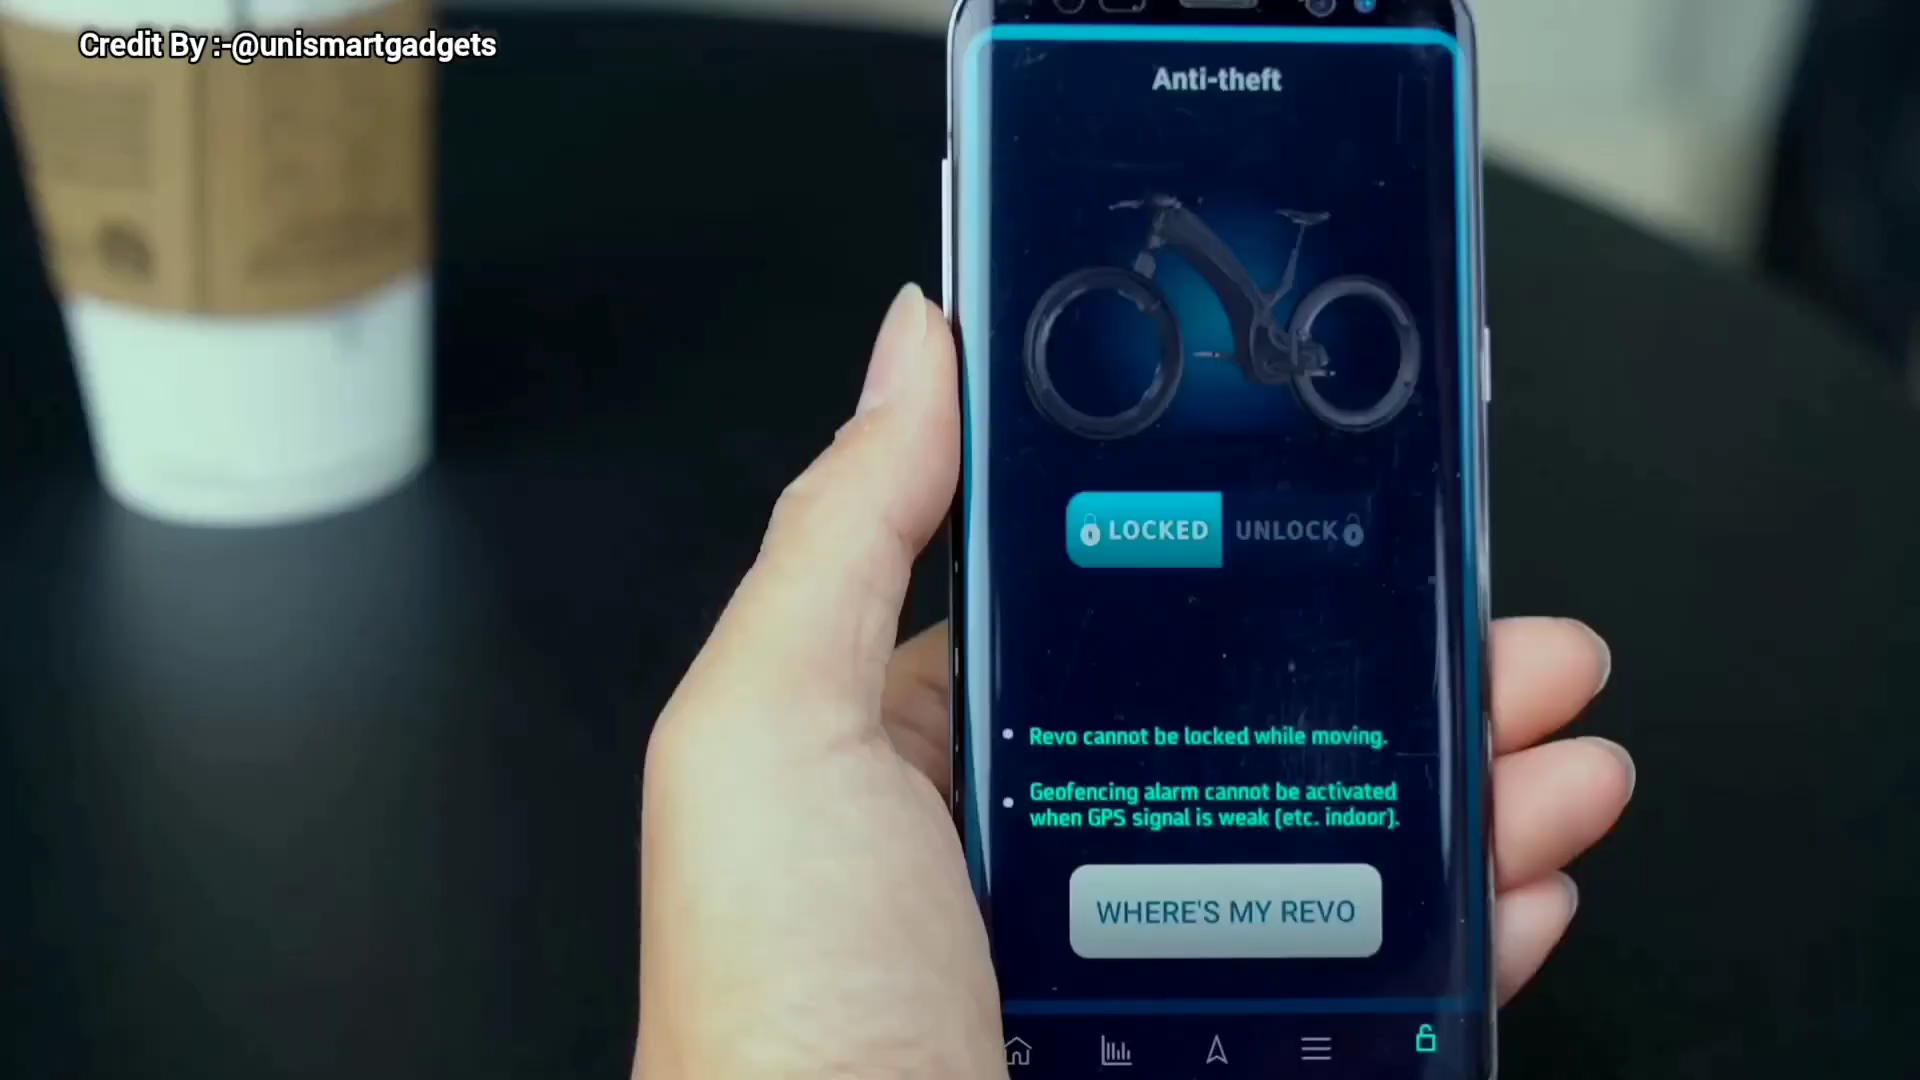 Credit By :-@unismartgadgets
Anti-theft
LOCKED UNLOCK
Revo cannot be locked while moving.
Geofencing alarm cannot be activated
when GPS signal is weak (etc. indoor).
WHERE'S MY REVO